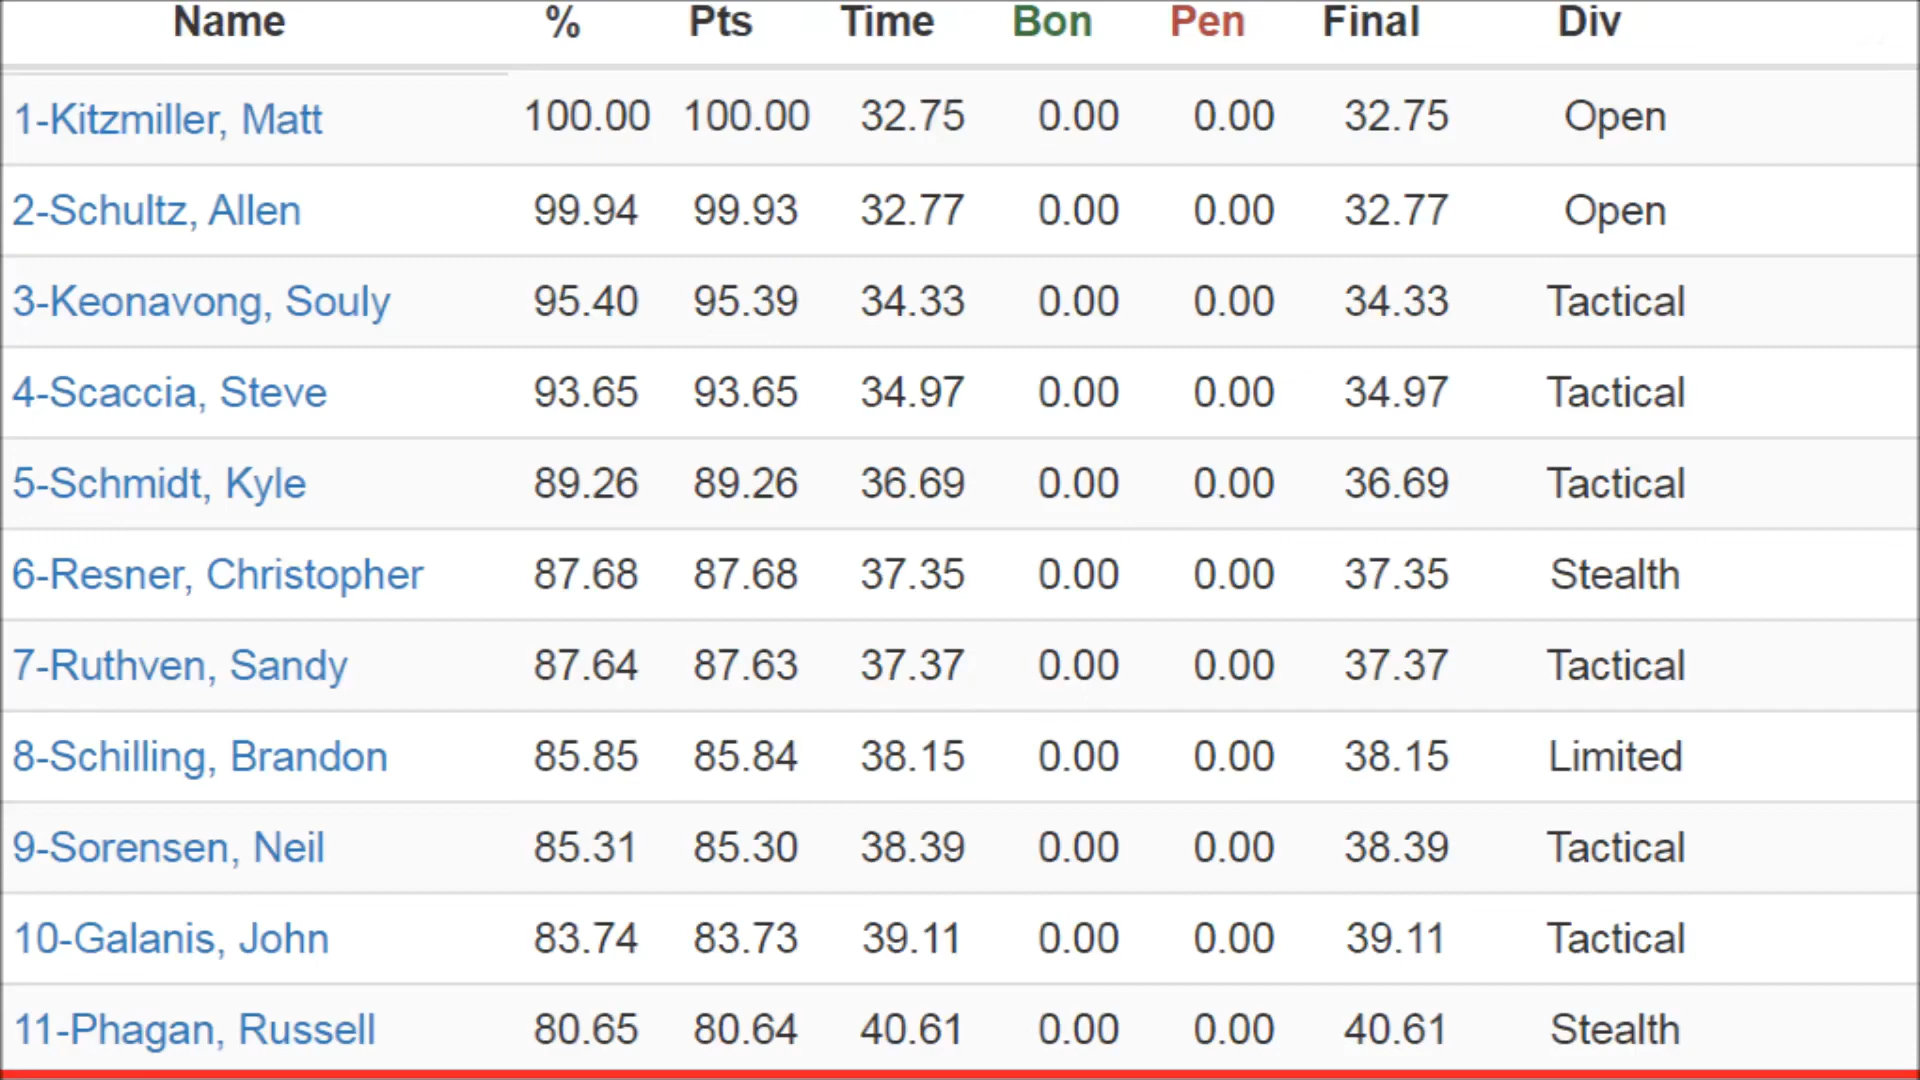 Name % Pts Time Bon Pen Final Div
1-Kitzmiller, Matt 100.00 100.00 32.75 0.00 0.00 32.75 Open
2-Schultz, Allen 99.94 99.93 32.77 0.00 0.00 32.77 Open
3-Keonavong, Souly 95.40 95.39 34.33 0.00 0.00 34.33 Tactical
4-Scaccia, Steve 93.65 93.65 34.97 0.00 0.00 34.97 Tactical
5-Schmidt, Kyle 89.26 89.26 36.69 0.00 0.00 36.69 Tactical
6-Resner, Christopher 87.68 87.68 37.35 0.00 0.00 37.35 Stealth
7-Ruthven, Sandy 87.64 87.63 37.37 0.00 0.00 37.37 Tactical
8-Schilling, Brandon 85.85 85.84 38.15 0.00 0.00 38.15 Limited
9-Sorensen, Neil 85.31 85.30 38.39 0.00 0.00 38.39 Tactical
10-Galanis, John 83.74 83.73 39.11 0.00 0.00 39.11 Tactical
11-Phagan, Russell 80.65 80.64 40.61 0.00 0.00 40.61 Stealth